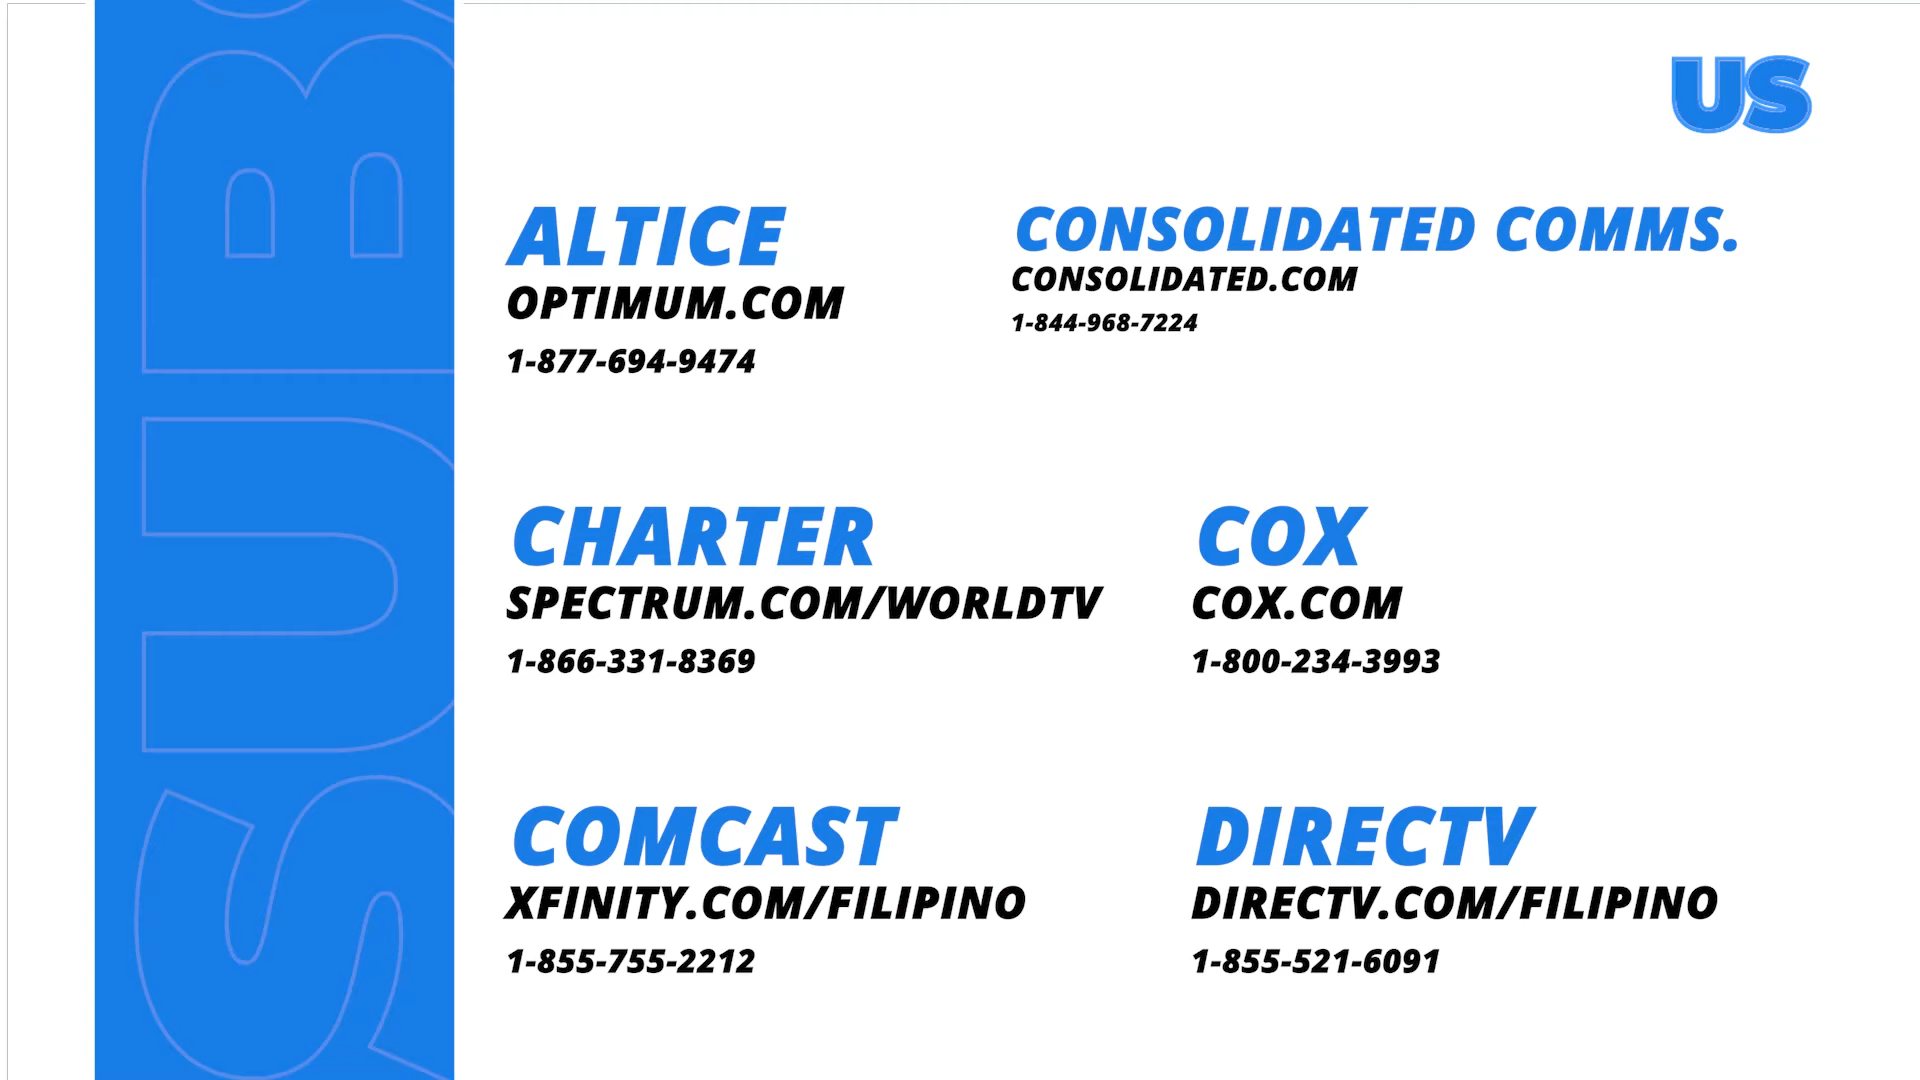 US
ALTICE
OPTIMUM.COM
1-877-694-9474
CONSOLIDATED COMMS.
CONSOLIDATED.COM
1-844-968-7224
CHARTER
SPECTRUM.COM/WORLDTV
1-866-331-8369
COX
COX.COM
1-800-234-3993
COMCAST
XFINITY.COM/FILIPINO
1-855-755-2212
DIRECTV
DIRECTV.COM/FILIPINO
1-855-521-6091
SUB